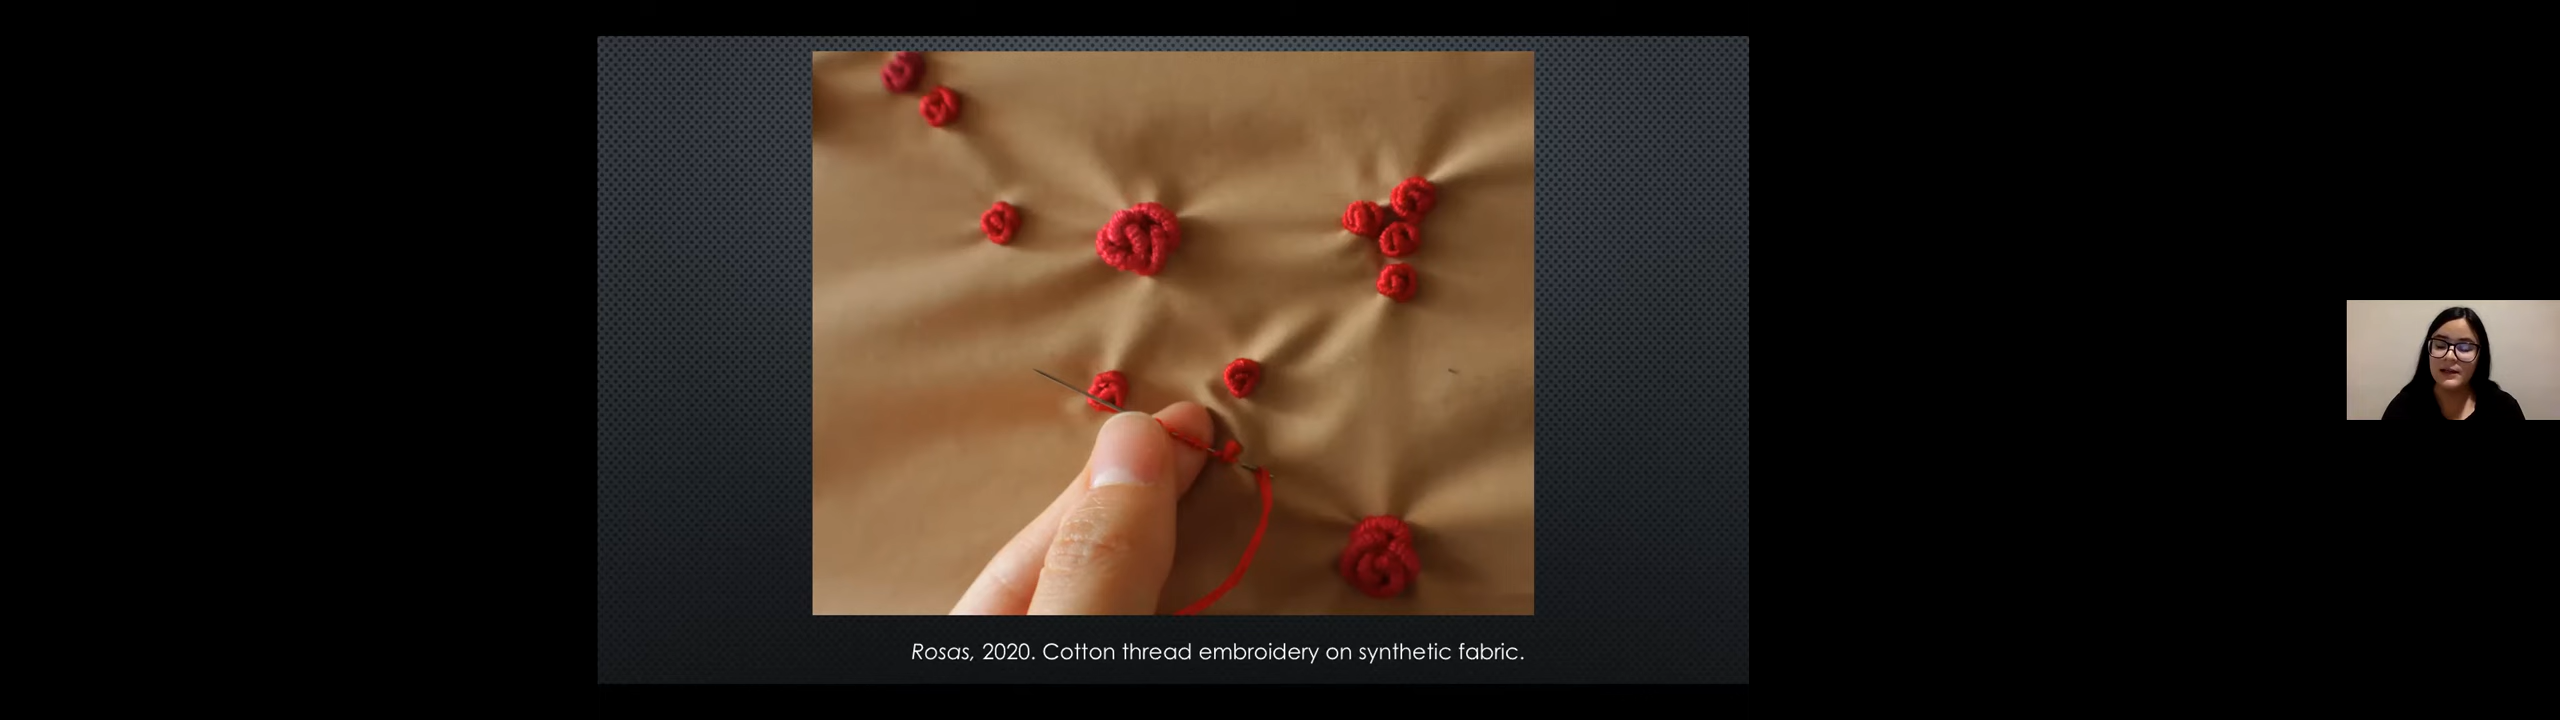 Rosas, 2020. Cotton thread embroidery on synthetic fabric.